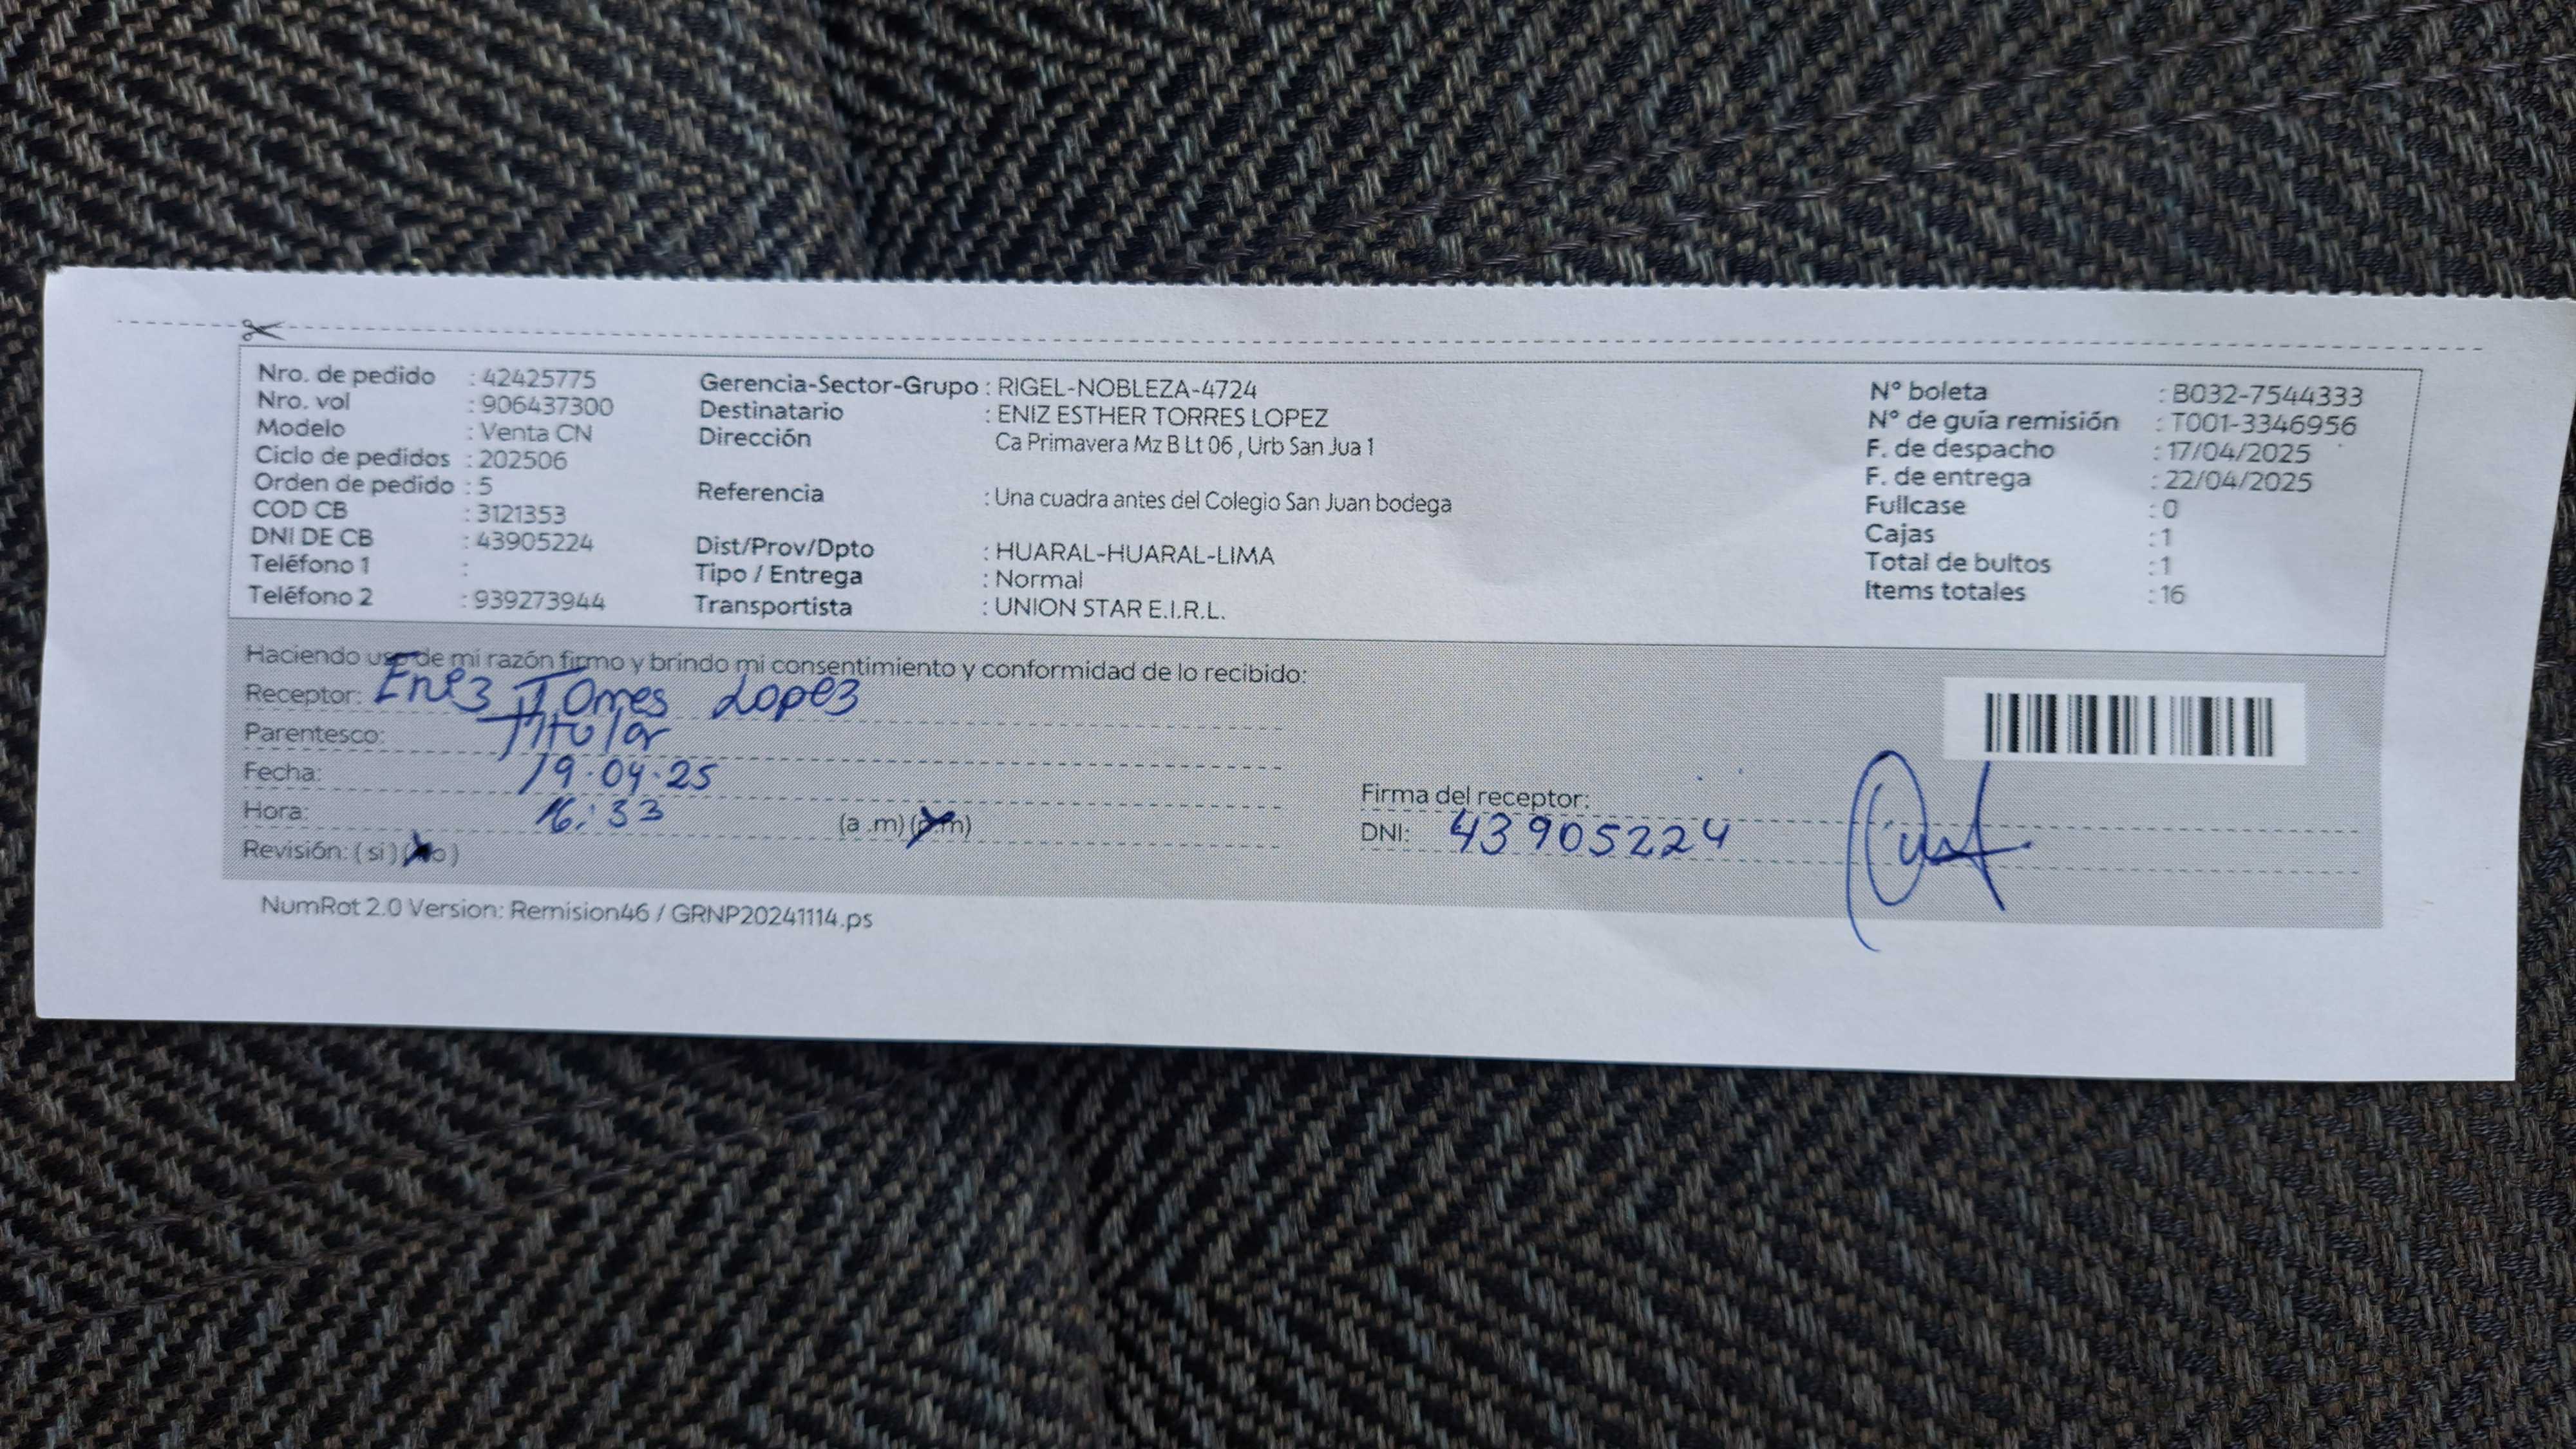 Nro. de pedido : 42425775
Nro. vol : 906437300
Modelo : Venta CN
Ciclo de pedidos : 202506
Orden de pedido : 5
COD CB : 3121353
DNI DE CB : 43905224
Teléfono 1 :
Teléfono 2 : 939273944
Gerencia-Sector-Grupo : RIGEL-NOBLEZA-4724
Destinatario : ENIZ ESTHER TORRES LOPEZ
Dirección Ca Primavera Mz B Lt 06 , Urb San Jua 1
Referencia : Una cuadra antes del Colegio San Juan bodega
Dist/Prov/Dpto : HUARAL-HUARAL-LIMA
Tipo / Entrega : Normal
Transportista : UNION STAR E.I.R.L.
N° boleta : B032-7544333
N° de guía remisión : T001-3346956
F. de despacho : 17/04/2025
F. de entrega : 22/04/2025
Fullcase : 0
Cajas : 1
Total de bultos : 1
Items totales : 16
Haciendo uso de mi razón firmo y brindo mi consentimiento y conformidad de lo recibido:
Receptor: Torres Lopez
Parentesco: Titular
Fecha: 19.04.25
Hora: 16:33 (a .m) (p.m)
Revisión: ( si ) ( no )
Firma del receptor:
DNI: 43905224
NumRot 2.0 Version: Remision46 / GRNP20241114.ps